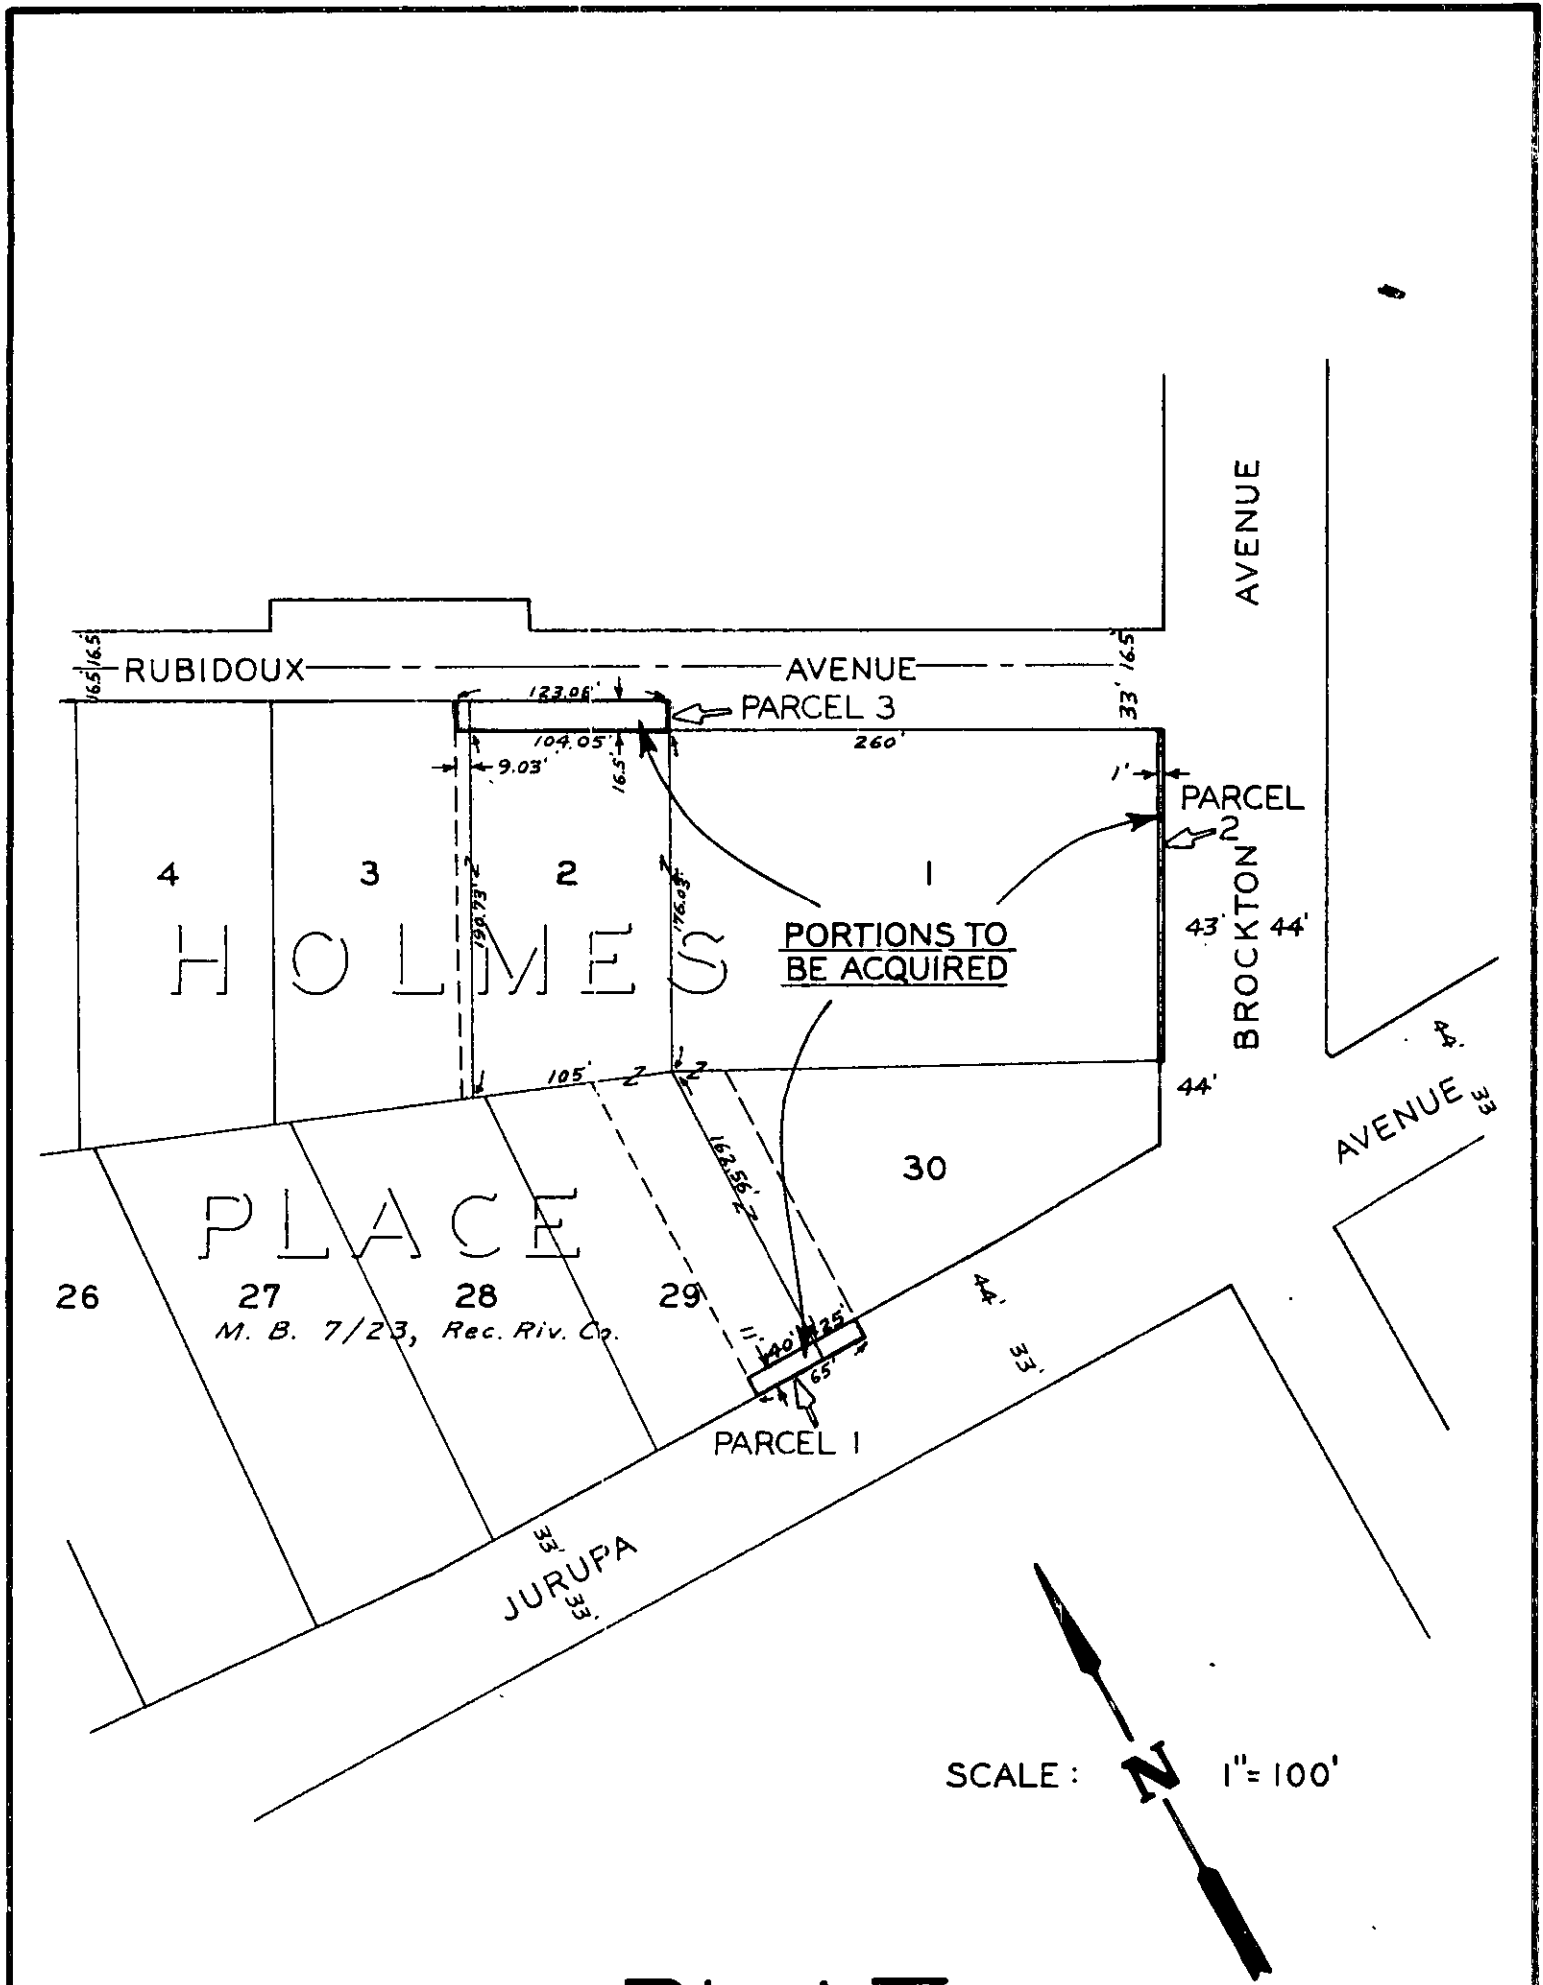 AVENUE
16.5' 16.5'
RUBIDOUX AVENUE
33' 16.5'
123.06'
PARCEL 3
104.05'
260'
9.03'
16.5'
1'
PARCEL
2
4 3 2 1
190.73'
176.03'
HOLMES
PORTIONS TO
BE ACQUIRED
43' 44'
BROCKTON
44'
44'
AVENUE
33
105'
162.56'
30
PLACE
26 27 28 29
M. B. 7/23, Rec. Riv. Co.
11'
40' 25'
65'
44'
33'
PARCEL 1
33'
JURUPA
33'
SCALE : N 1"=100'